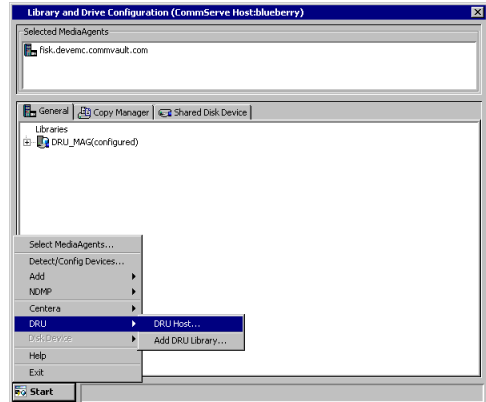 Library and Drive Configuration (CommServe Host:blueberry)
Selected MediaAgents
fisk.devemc.commvault.com
General Copy Manager Shared Disk Device
Libraries
DRU_MAG(configured)
Select MediaAgents...
Detect/Config Devices...
Add
NDMP
Centera
DRU
DRU Host...
Disk Device
Add DRU Library...
Help
Exit
Start